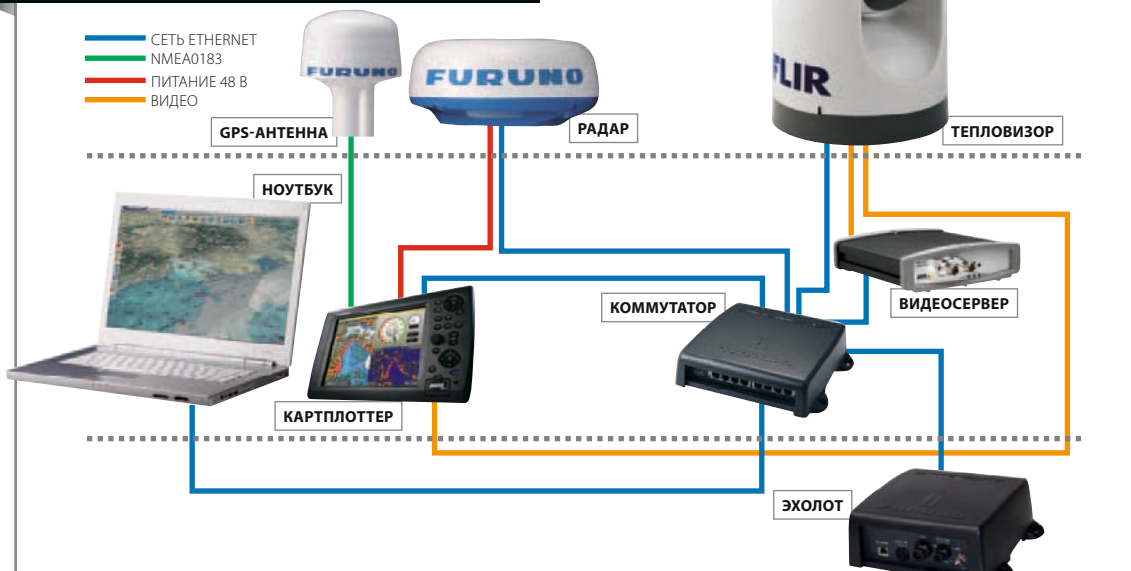 СЕТЬ ETHERNET
NMEA0183
ПИТАНИЕ 48 В
ВИДЕО
FURUNO
FURUNO
FLIR
GPS-АНТЕННА
РАДАР
ТЕПЛОВИЗОР
НОУТБУК
КОММУТАТОР
ВИДЕОСЕРВЕР
КАРТПЛОТТЕР
ЭХОЛОТ